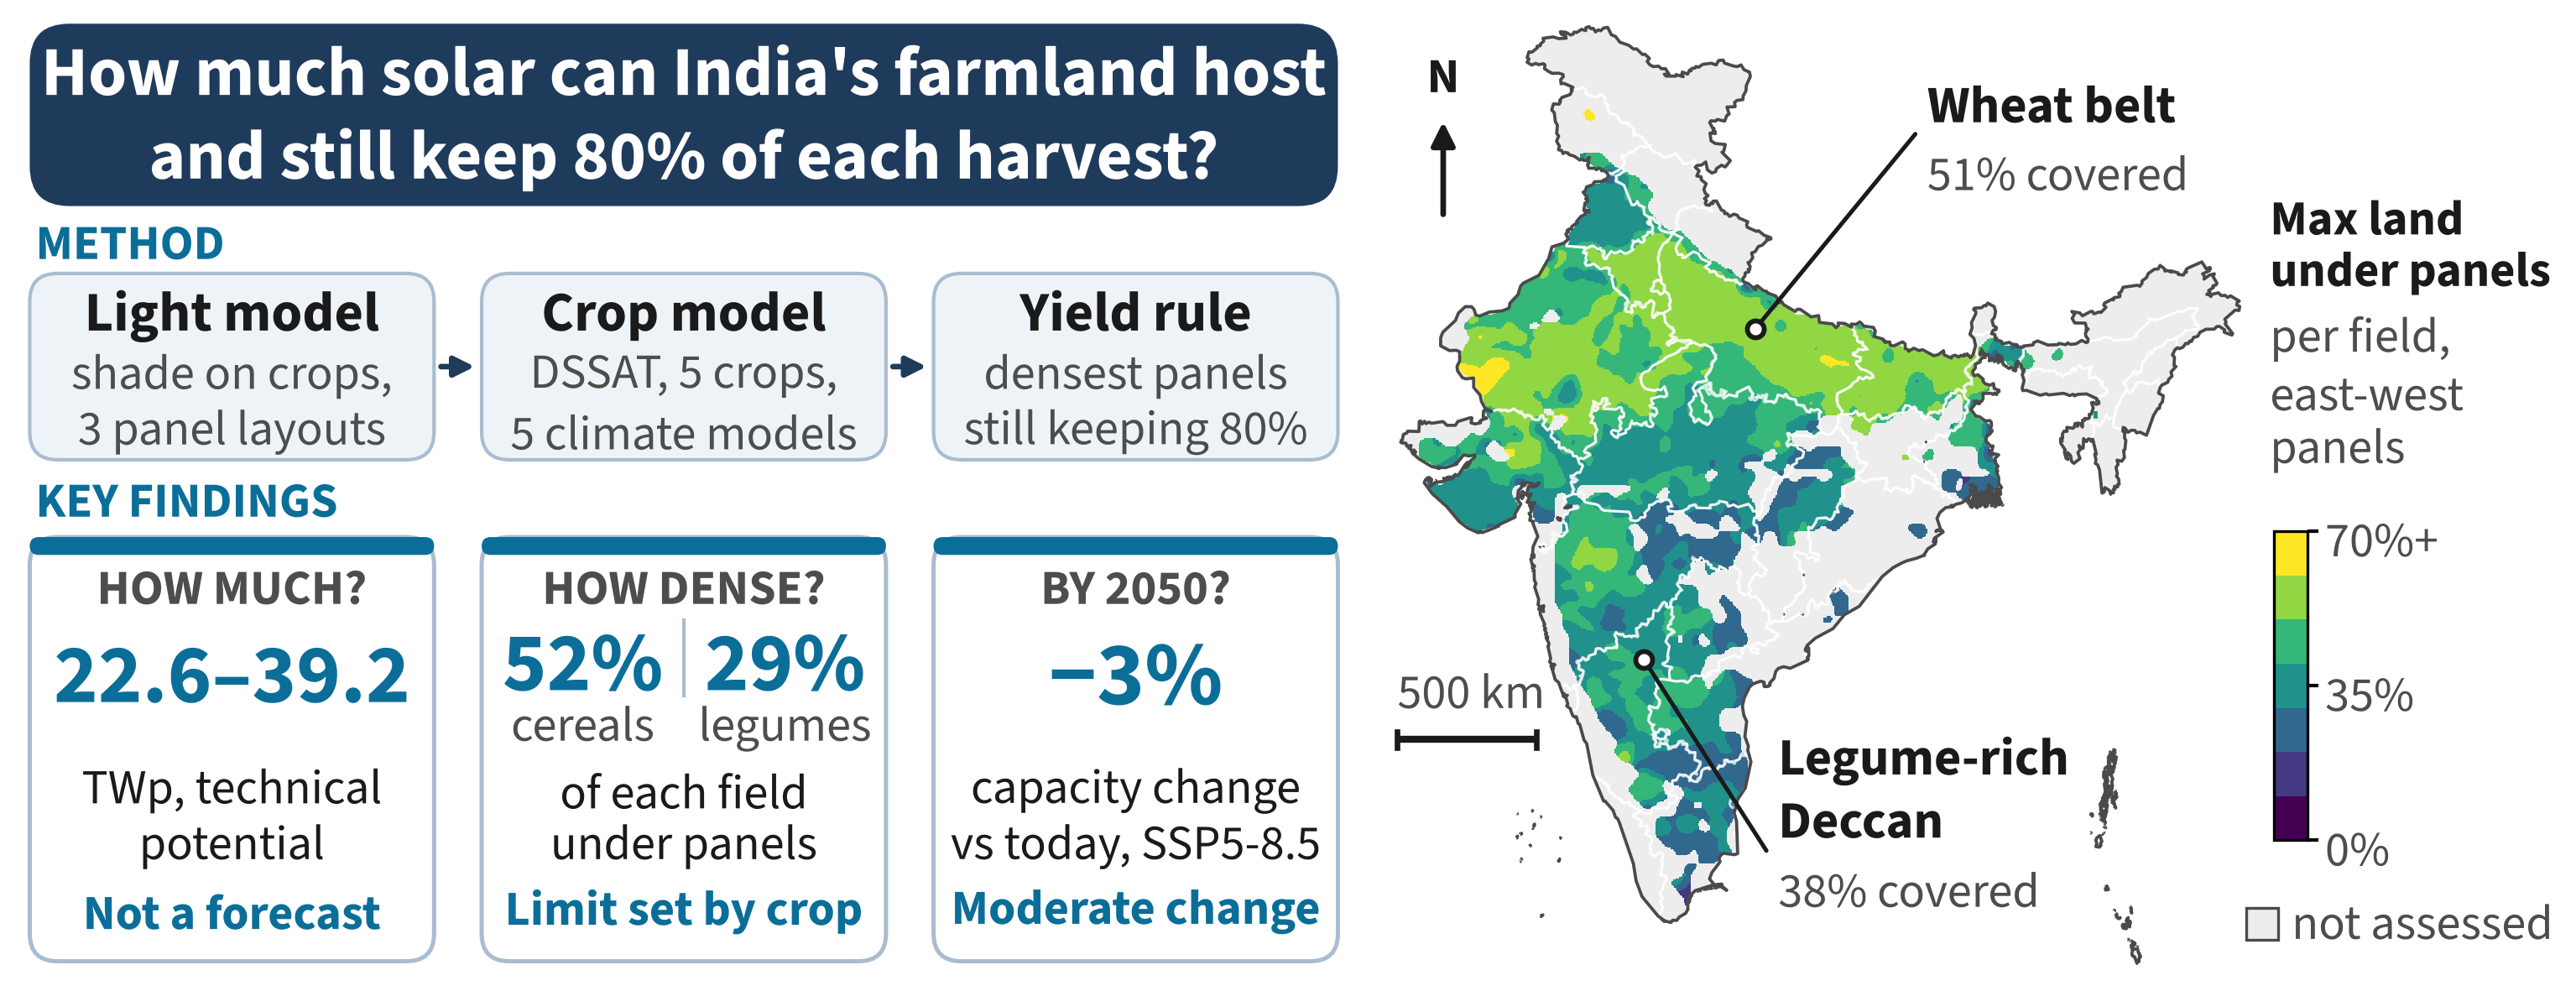 How much solar can India's farmland host
and still keep 80% of each harvest?
METHOD
Light model
shade on crops,
3 panel layouts
Crop model
DSSAT, 5 crops,
5 climate models
Yield rule
densest panels
still keeping 80%
KEY FINDINGS
HOW MUCH?
22.6–39.2
TWp, technical
potential
Not a forecast
HOW DENSE?
52%
cereals
29%
legumes
of each field
under panels
Limit set by crop
BY 2050?
−3%
capacity change
vs today, SSP5-8.5
Moderate change
N
Wheat belt
51% covered
500 km
Legume-rich
Deccan
38% covered
Max land
under panels
per field,
east-west
panels
70%+
35%
0%
not assessed